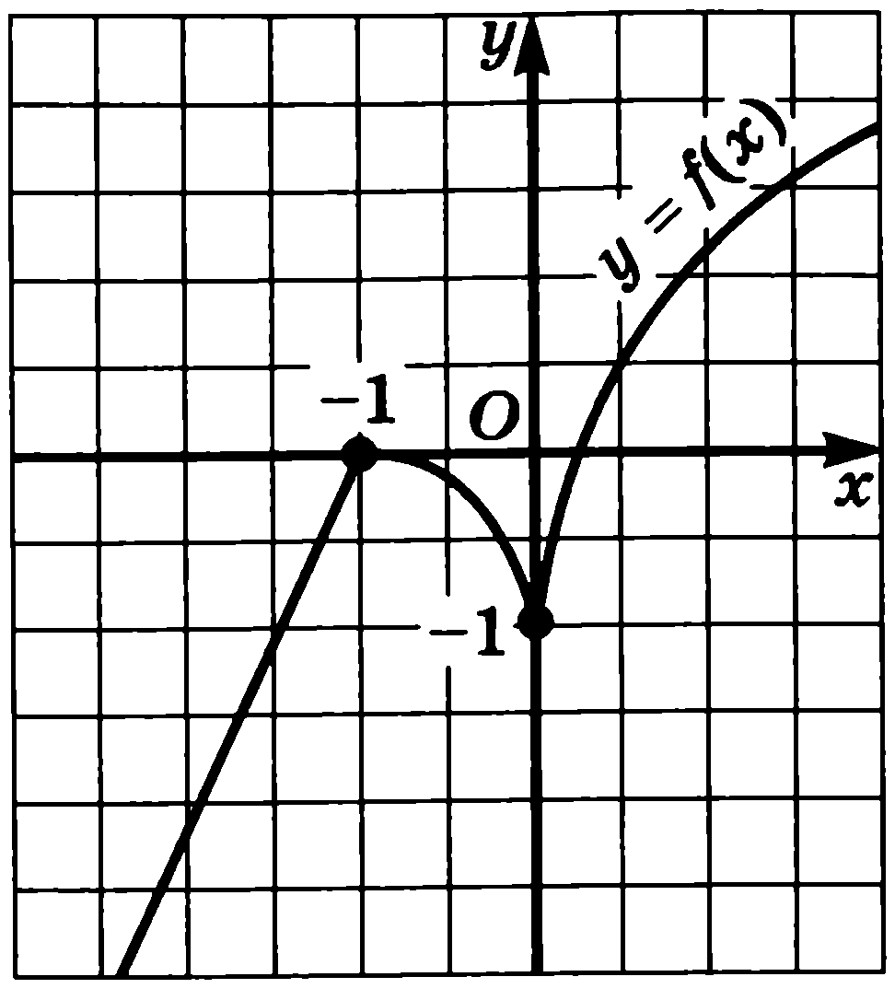 y
y = f(x)
−1
O
x
−1